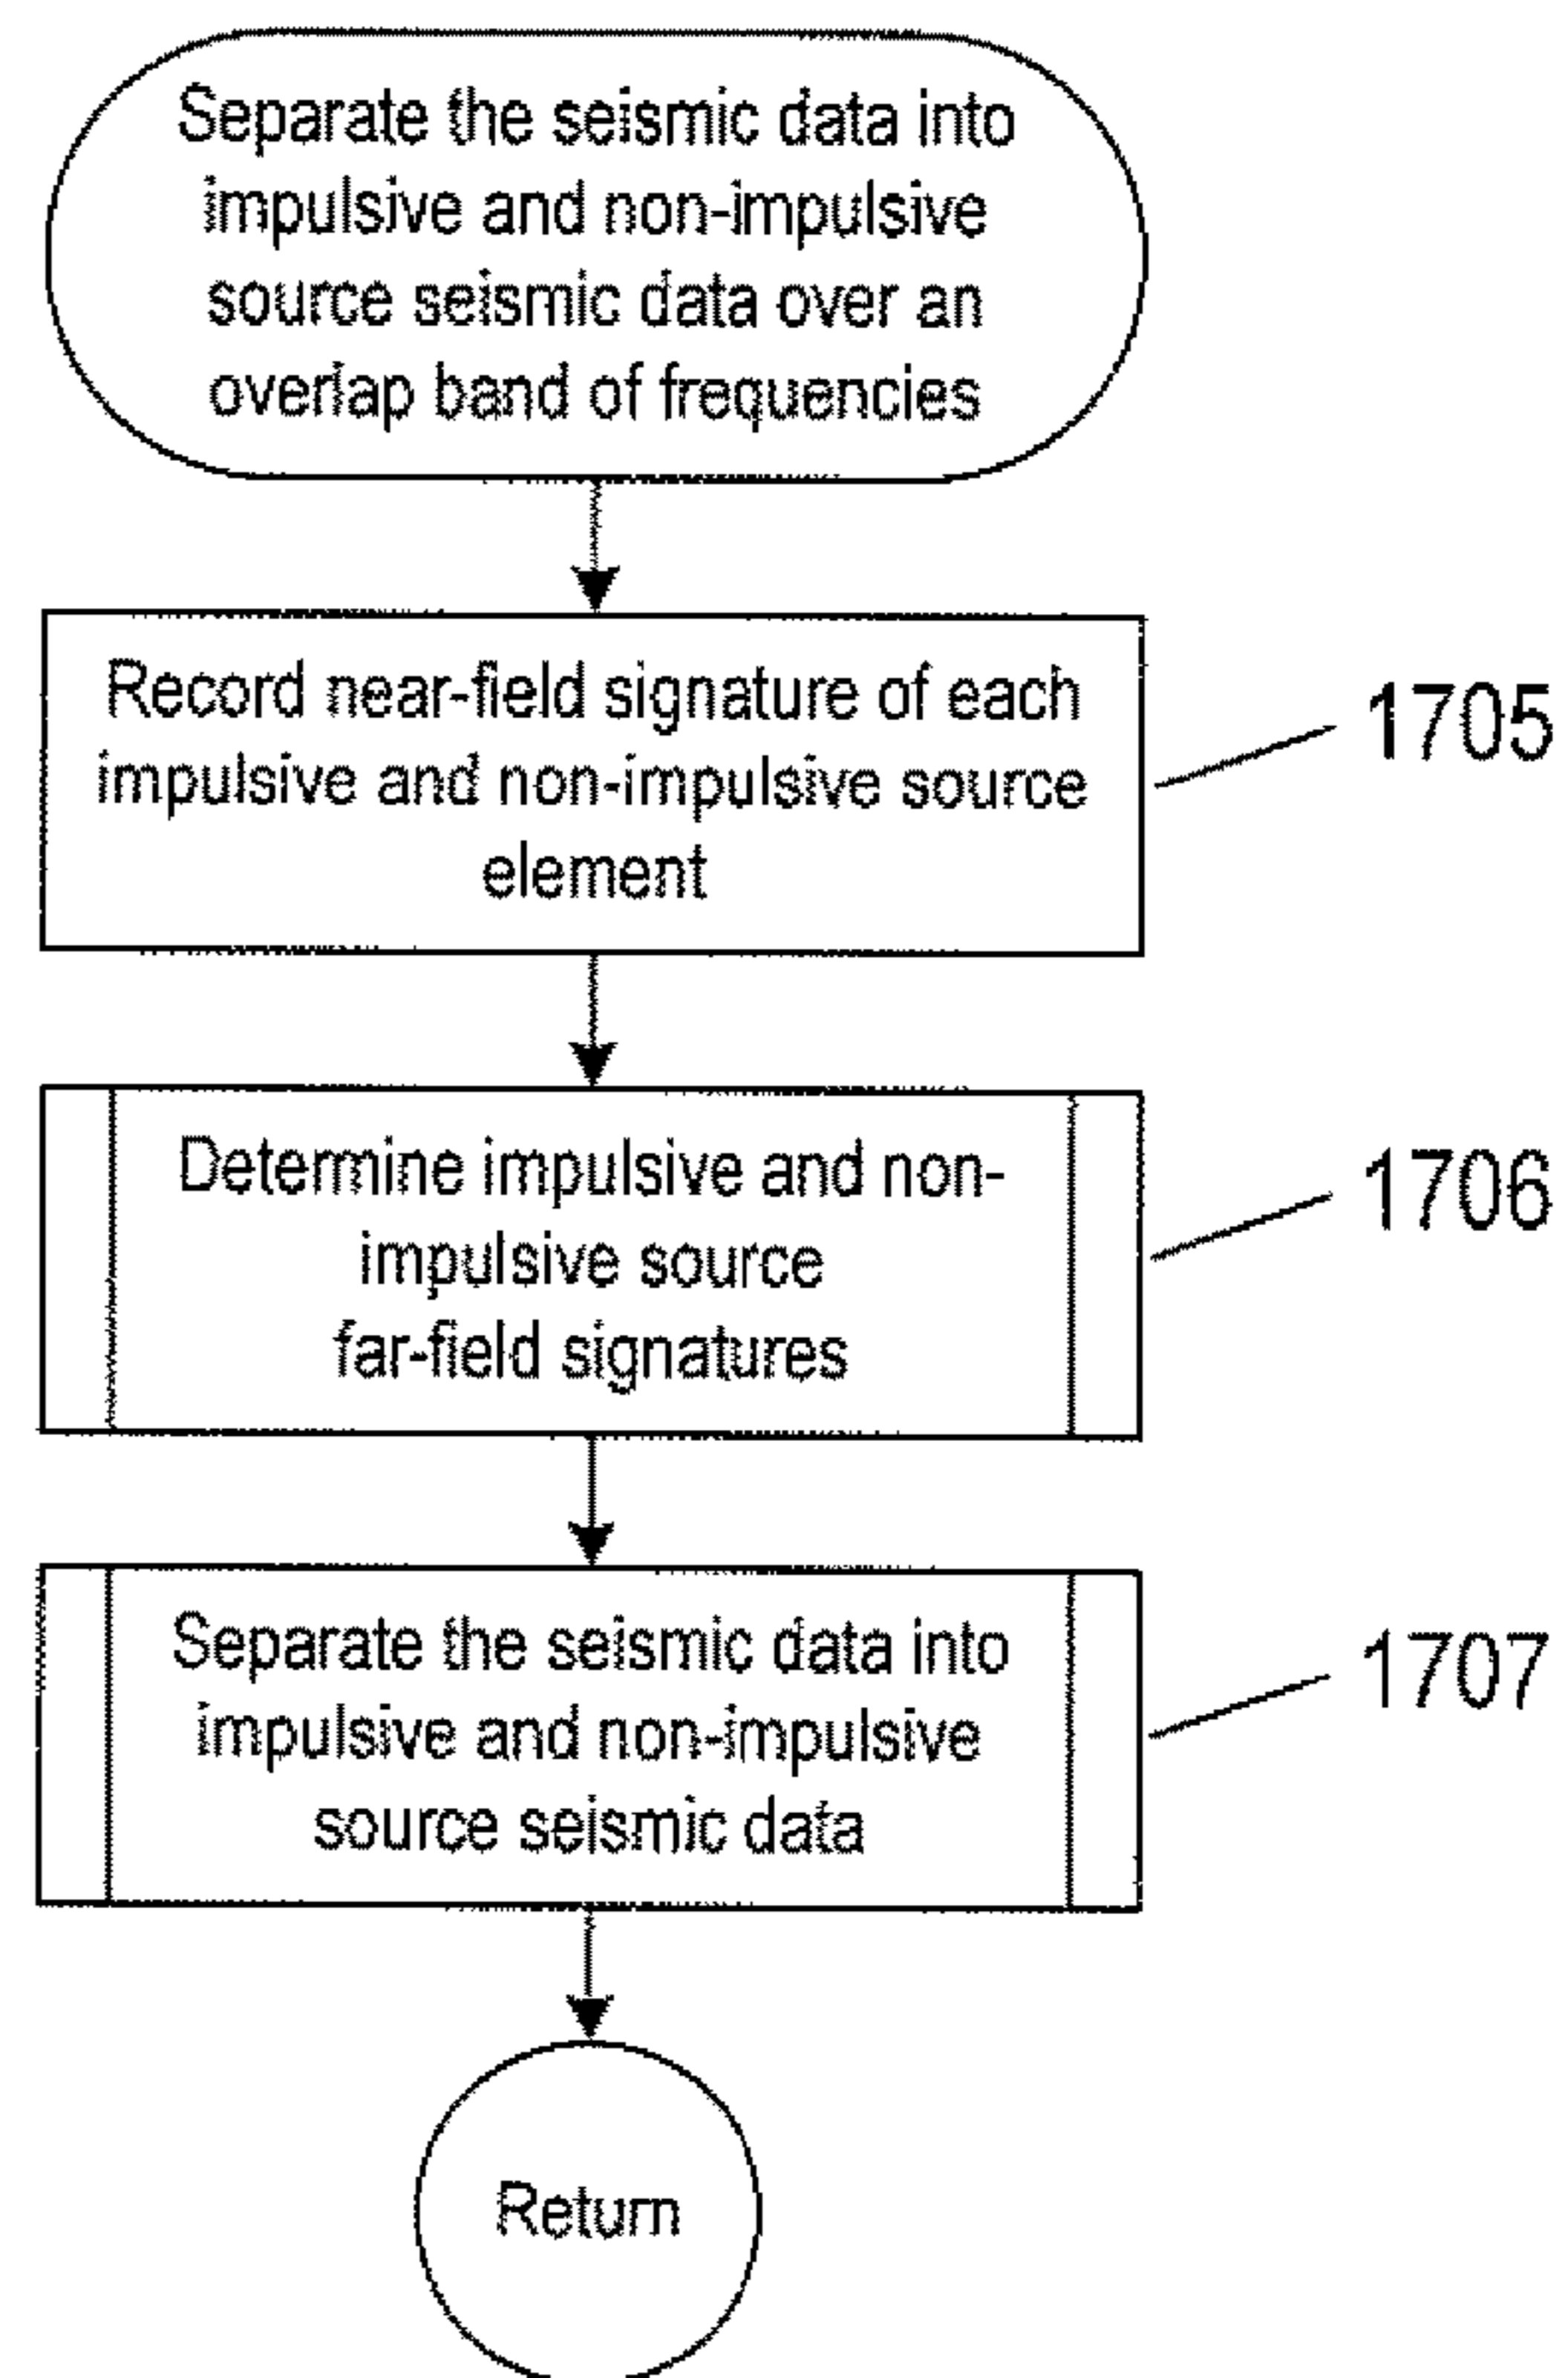 Separate the seismic data into
impulsive and non-impulsive
source seismic data over an
overlap band of frequencies
Record near-field signature of each
impulsive and non-impulsive source
element
1705
Determine impulsive and non-
impulsive source
far-field signatures
1706
Separate the seismic data into
impulsive and non-impulsive
source seismic data
1707
Return